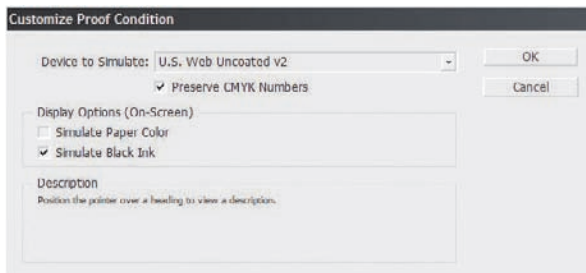 Customize Proof Condition
Device to Simulate: U.S. Web Uncoated v2
OK
Preserve CMYK Numbers
Cancel
Display Options (On-Screen)
Simulate Paper Color
Simulate Black Ink
Description
Position the pointer over a heading to view a description.